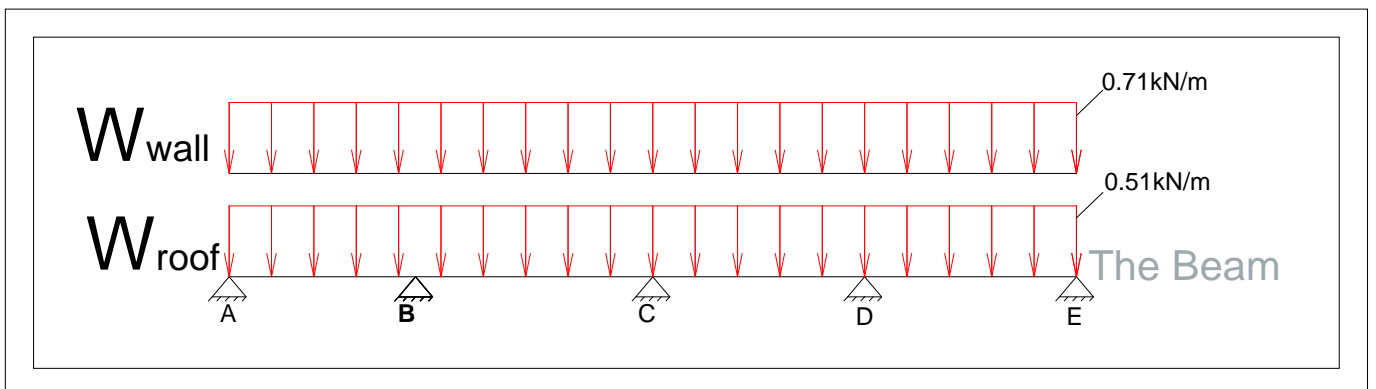 0.71kN/m
Wwall
0.51kN/m
Wroof
The Beam
A B C D E